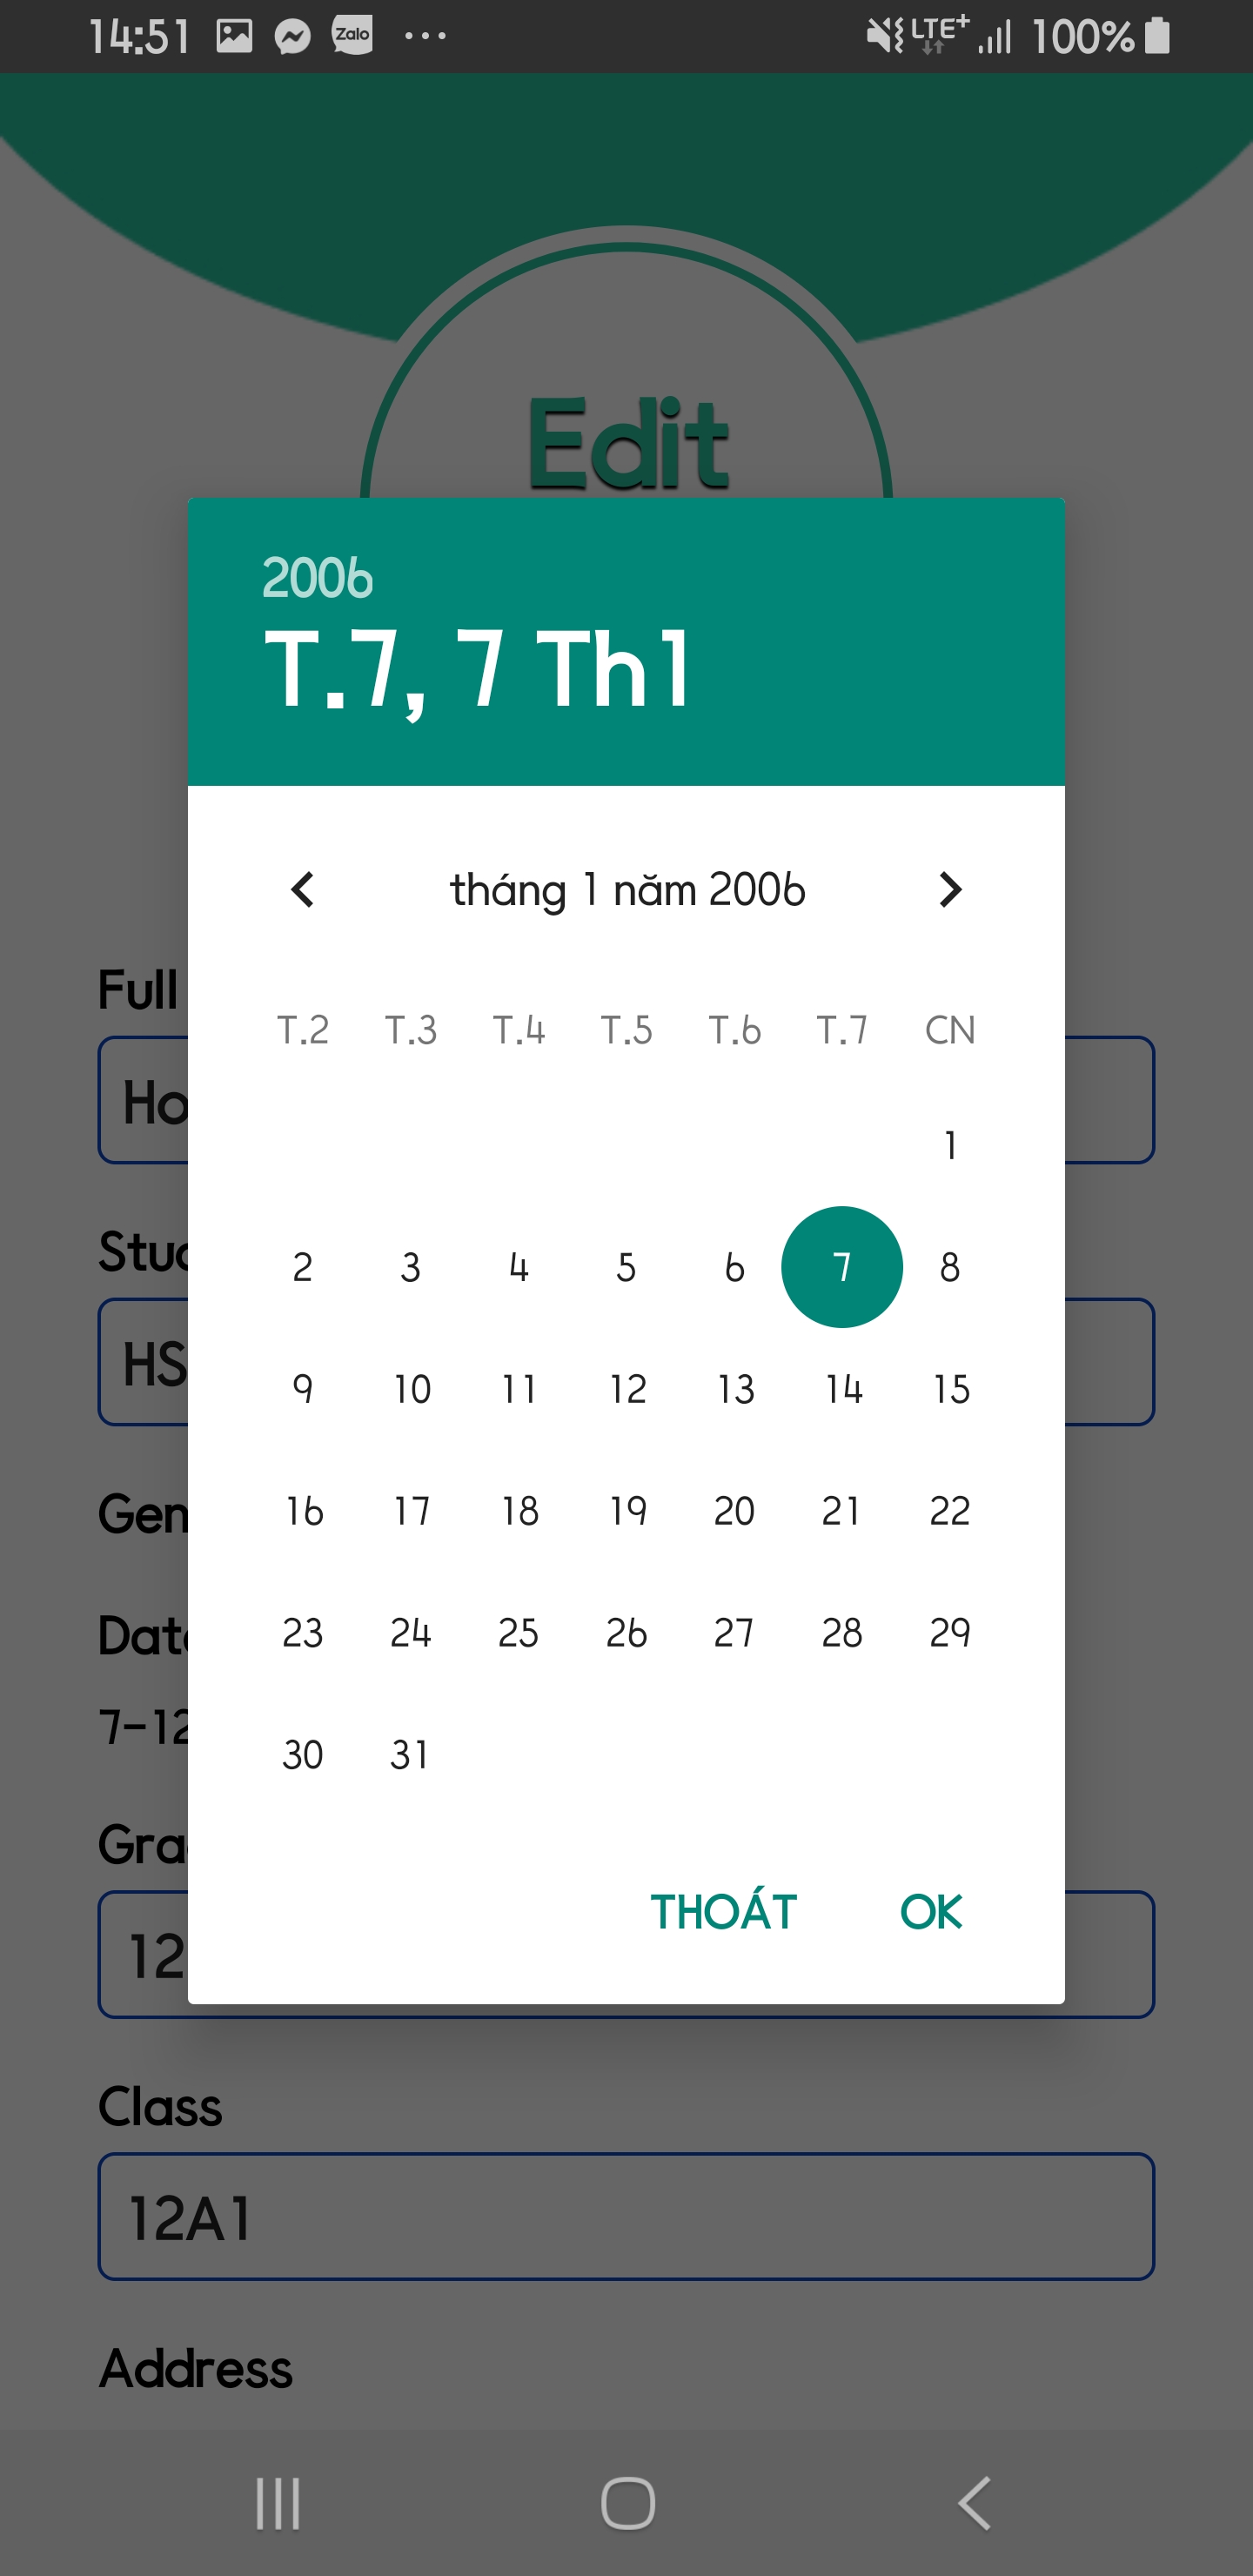 14:51 Zalo ... LTE+ 100%
Edit
2006
T.7, 7 Th1
tháng 1 năm 2006
T.2 T.3 T.4 T.5 T.6 T.7 CN
1
2 3 4 5 6 7 8
9 10 11 12 13 14 15
16 17 18 19 20 21 22
23 24 25 26 27 28 29
30 31
THOÁT OK
Full
Ho
Stud
HS
Gen
Date
7-12
Grad
12
Class
12A1
Address